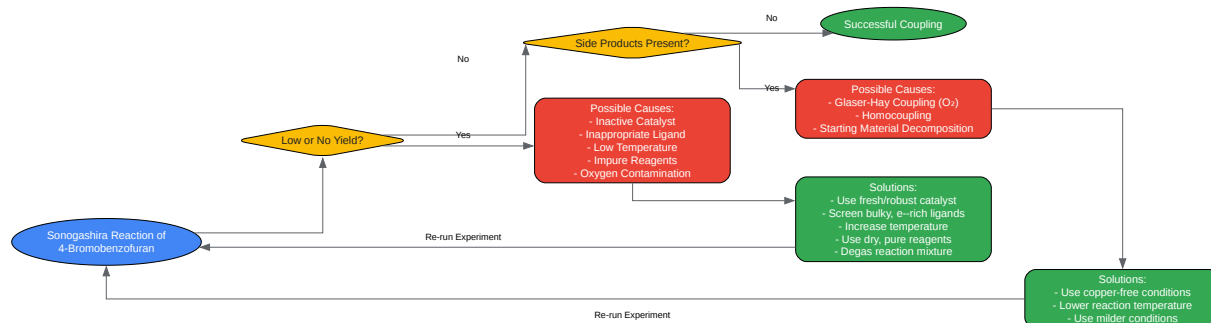 No
Successful Coupling
Side Products Present?
No
Yes
Possible Causes:
- Glaser-Hay Coupling (O₂)
- Homocoupling
- Starting Material Decomposition
Possible Causes:
- Inactive Catalyst
- Inappropriate Ligand
- Low Temperature
- Impure Reagents
- Oxygen Contamination
Yes
Low or No Yield?
Solutions:
- Use fresh/robust catalyst
- Screen bulky, e--rich ligands
- Increase temperature
- Use dry, pure reagents
- Degas reaction mixture
Sonogashira Reaction of
4-Bromobenzofuran
Re-run Experiment
Solutions:
- Use copper-free conditions
- Lower reaction temperature
- Use milder conditions
Re-run Experiment